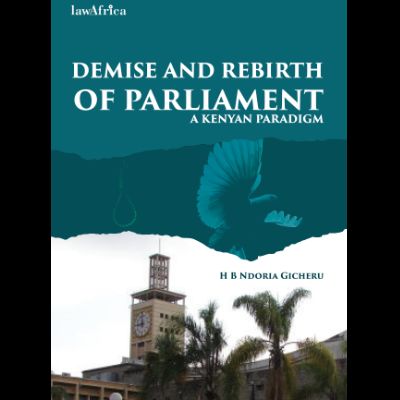 lawAfrica
DEMISE AND REBIRTH
OF PARLIAMENT
A KENYAN PARADIGM
H B NDORIA GICHERU